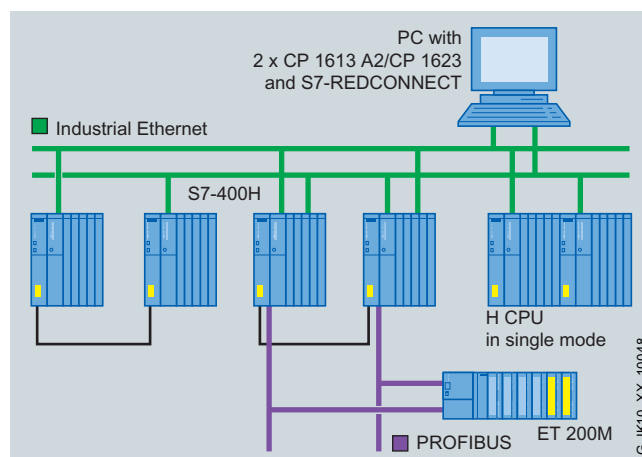 PC with
2 x CP 1613 A2/CP 1623
and S7-REDCONNECT
Industrial Ethernet
S7-400H
H CPU
in single mode
ET 200M
PROFIBUS